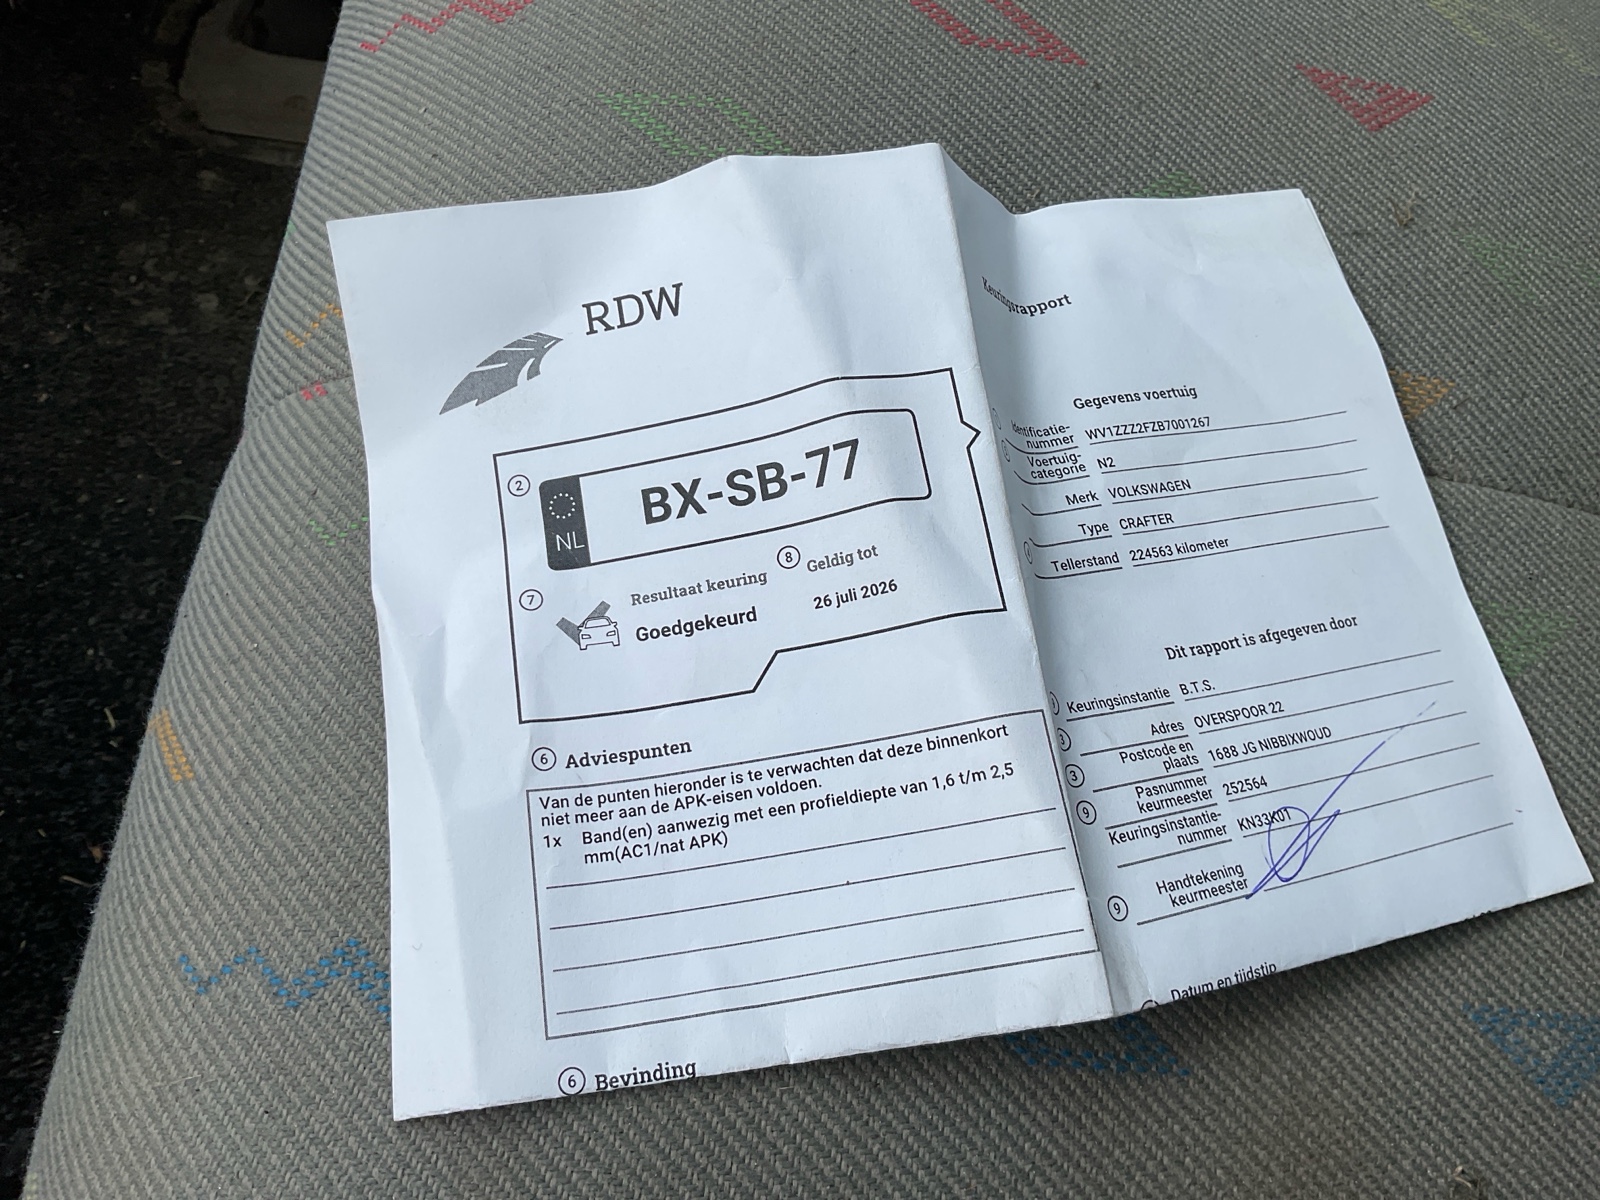 RDW
2
NL
BX-SB-77
7
Resultaat keuring
Goedgekeurd
8
Geldig tot
26 juli 2026
6 Adviespunten
Van de punten hieronder is te verwachten dat deze binnenkort
niet meer aan de APK-eisen voldoen.
1x Band(en) aanwezig met een profieldiepte van 1,6 t/m 2,5
mm(AC1/nat APK)
6 Bevinding
Keuringsrapport
Gegevens voertuig
Identificatie-
nummer WV1ZZZ2FZB7001267
Voertuig-
categorie N2
Merk VOLKSWAGEN
Type CRAFTER
Tellerstand 224563 kilometer
Dit rapport is afgegeven door
Keuringsinstantie B.T.S.
3 Adres OVERSPOOR 22
3 Postcode en
plaats 1688 JG NIBBIXWOUD
9 Pasnummer
keurmeester 252564
Keuringsinstantie-
nummer KN33K01
9 Handtekening
keurmeester
Datum en tijdstip